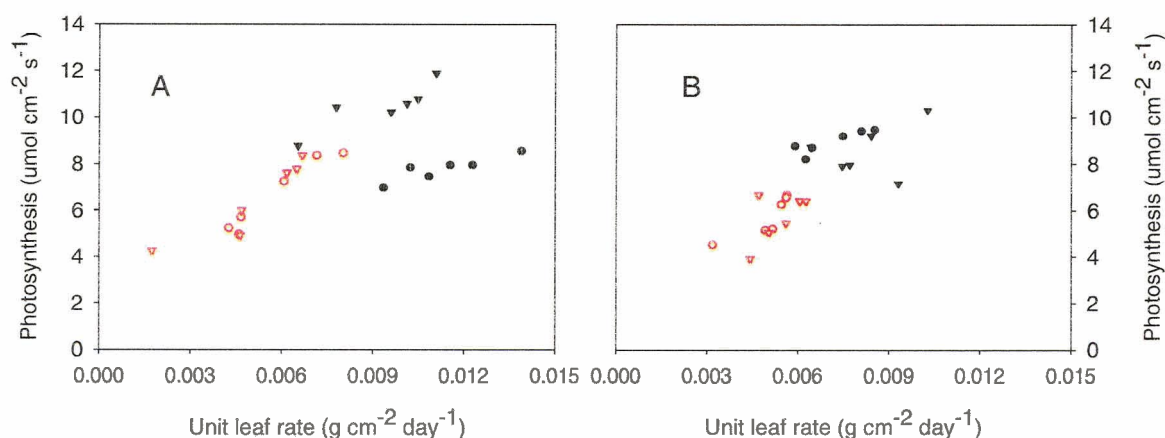 Photosynthesis (umol cm⁻² s⁻¹)
14
12
10
8
6
4
2
0
A
0.000 0.003 0.006 0.009 0.012 0.015
Unit leaf rate (g cm⁻² day⁻¹)
B
0.000 0.003 0.006 0.009 0.012 0.015
Unit leaf rate (g cm⁻² day⁻¹)
14
12
10
8
6
4
2
0
Photosynthesis (umol cm⁻² s⁻¹)